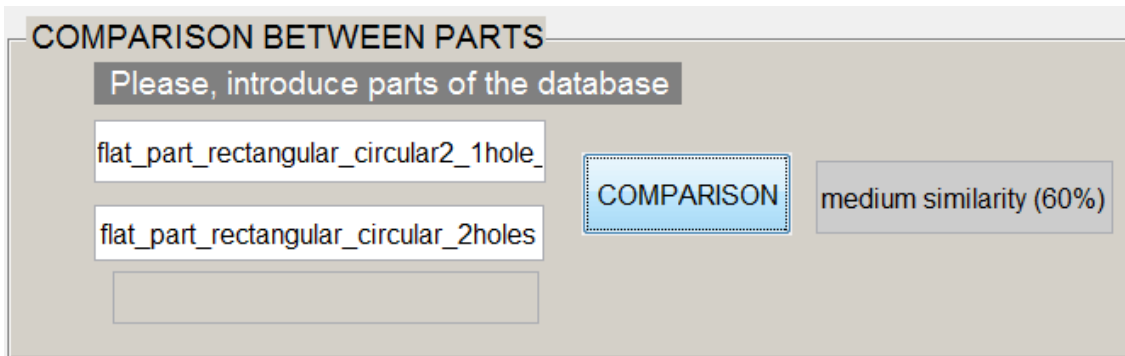 COMPARISON BETWEEN PARTS
Please, introduce parts of the database
flat_part_rectangular_circular2_1hole_
COMPARISON
medium similarity (60%)
flat_part_rectangular_circular_2holes